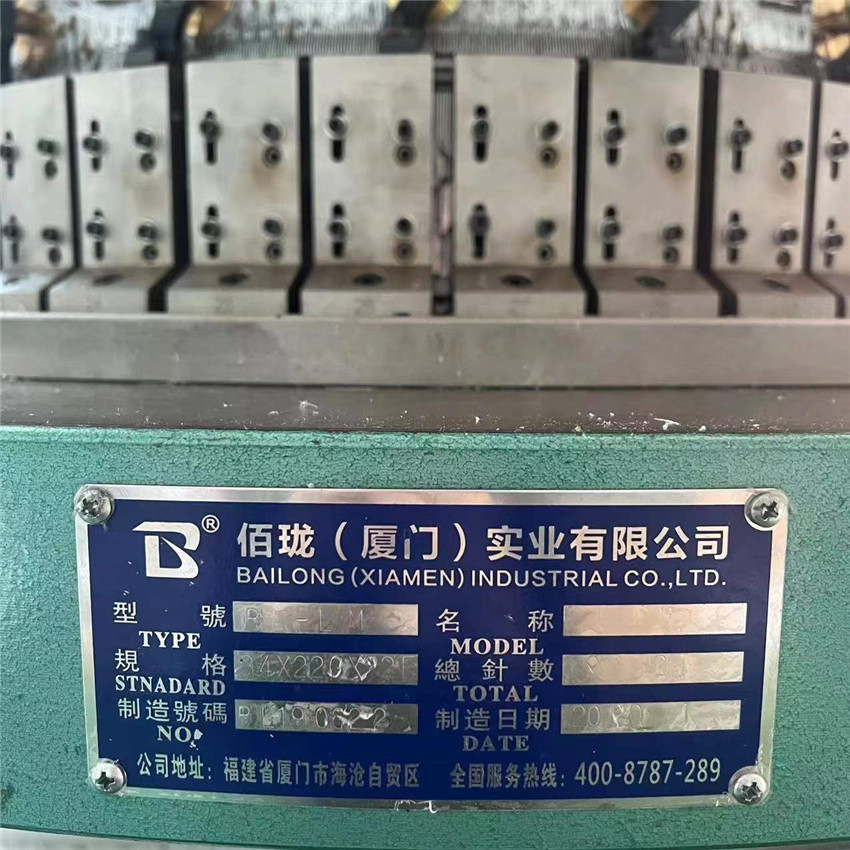 B®
佰珑（厦门）实业有限公司
BAILONG(XIAMEN)INDUSTRIAL CO.,LTD.
型號 名称
TYPE MODEL
規格 總針數
STNADARD TOTAL
制造號碼 制造日期
NO. DATE
公司地址：福建省厦门市海沧自贸区 全国服务热线：400-8787-289